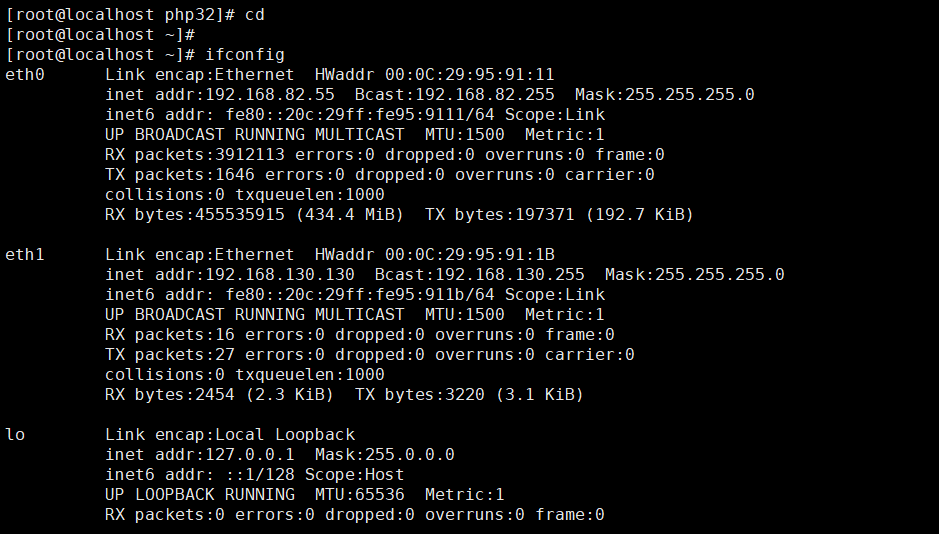 [root@localhost php32]# cd
[root@localhost ~]#
[root@localhost ~]# ifconfig
eth0      Link encap:Ethernet  HWaddr 00:0C:29:95:91:11
          inet addr:192.168.82.55  Bcast:192.168.82.255  Mask:255.255.255.0
          inet6 addr: fe80::20c:29ff:fe95:9111/64 Scope:Link
          UP BROADCAST RUNNING MULTICAST  MTU:1500  Metric:1
          RX packets:3912113 errors:0 dropped:0 overruns:0 frame:0
          TX packets:1646 errors:0 dropped:0 overruns:0 carrier:0
          collisions:0 txqueuelen:1000
          RX bytes:455535915 (434.4 MiB)  TX bytes:197371 (192.7 KiB)

eth1      Link encap:Ethernet  HWaddr 00:0C:29:95:91:1B
          inet addr:192.168.130.130  Bcast:192.168.130.255  Mask:255.255.255.0
          inet6 addr: fe80::20c:29ff:fe95:911b/64 Scope:Link
          UP BROADCAST RUNNING MULTICAST  MTU:1500  Metric:1
          RX packets:16 errors:0 dropped:0 overruns:0 frame:0
          TX packets:27 errors:0 dropped:0 overruns:0 carrier:0
          collisions:0 txqueuelen:1000
          RX bytes:2454 (2.3 KiB)  TX bytes:3220 (3.1 KiB)

lo        Link encap:Local Loopback
          inet addr:127.0.0.1  Mask:255.0.0.0
          inet6 addr: ::1/128 Scope:Host
          UP LOOPBACK RUNNING  MTU:65536  Metric:1
          RX packets:0 errors:0 dropped:0 overruns:0 frame:0